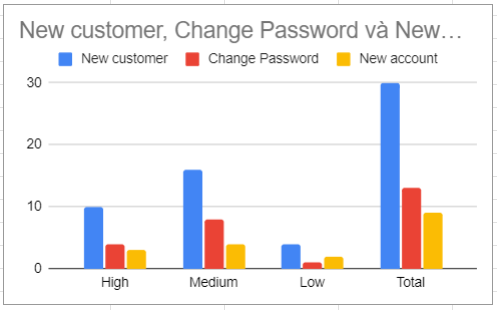 New customer, Change Password và New…
New customer
Change Password
New account
30
20
10
0
High
Medium
Low
Total